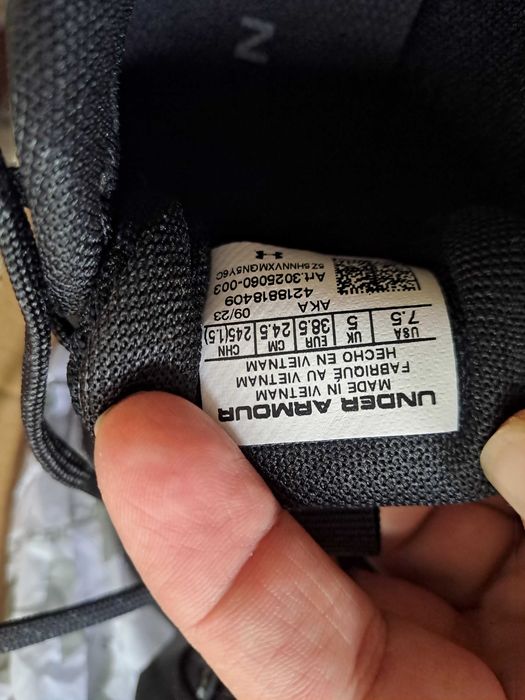 UNDER ARMOUR
MADE IN VIETNAM
FABRIQUÉ AU VIETNAM
HECHO EN VIETNAM
USA UK EUR CM CHN
7.5 5 38.5 24.5 245(1.5)
AKA 09/23
4218818409
Art.3025060-003
N